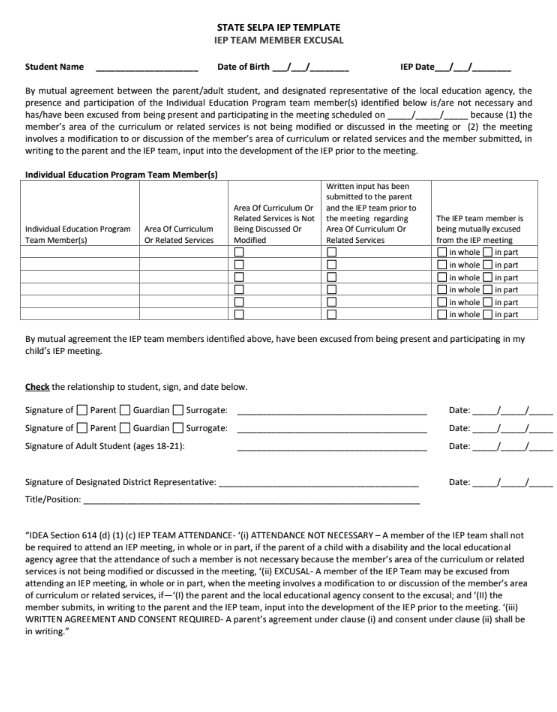 STATE SELPA IEP TEMPLATE
IEP TEAM MEMBER EXCUSAL
Student Name ____________________ Date of Birth ___/___/________ IEP Date___/___/________
By mutual agreement between the parent/adult student, and designated representative of the local education agency, the
presence and participation of the Individual Education Program team member(s) identified below is/are not necessary and
has/have been excused from being present and participating in the meeting scheduled on _____/_____/_____ because (1) the
member's area of the curriculum or related services is not being modified or discussed in the meeting or (2) the meeting
involves a modification to or discussion of the member's area of curriculum or related services and the member submitted, in
writing to the parent and the IEP team, input into the development of the IEP prior to the meeting.
Individual Education Program Team Member(s)
Individual Education Program
Team Member(s)
Area Of Curriculum
Or Related Services
Area Of Curriculum Or
Related Services is Not
Being Discussed Or
Modified
Written input has been
submitted to the parent
and the IEP team prior to
the meeting regarding
Area Of Curriculum Or
Related Services
The IEP team member is
being mutually excused
from the IEP meeting
☐ ☐ ☐ in whole ☐ in part
☐ ☐ ☐ in whole ☐ in part
☐ ☐ ☐ in whole ☐ in part
☐ ☐ ☐ in whole ☐ in part
☐ ☐ ☐ in whole ☐ in part
☐ ☐ ☐ in whole ☐ in part
By mutual agreement the IEP team members identified above, have been excused from being present and participating in my
child's IEP meeting.
Check the relationship to student, sign, and date below.
Signature of ☐ Parent ☐ Guardian ☐ Surrogate: ____________________ Date: _____/_____/_____
Signature of ☐ Parent ☐ Guardian ☐ Surrogate: ____________________ Date: _____/_____/_____
Signature of Adult Student (ages 18-21): ____________________ Date: _____/_____/_____
Signature of Designated District Representative: ____________________ Date: _____/_____/_____
Title/Position: ____________________
"IDEA Section 614 (d) (1) (c) IEP TEAM ATTENDANCE- '(i) ATTENDANCE NOT NECESSARY – A member of the IEP team shall not
be required to attend an IEP meeting, in whole or in part, if the parent of a child with a disability and the local educational
agency agree that the attendance of such a member is not necessary because the member's area of the curriculum or related
services is not being modified or discussed in the meeting, '(ii) EXCUSAL- A member of the IEP Team may be excused from
attending an IEP meeting, in whole or in part, when the meeting involves a modification to or discussion of the member's area
of curriculum or related services, if—'(I) the parent and the local educational agency consent to the excusal; and '(II) the
member submits, in writing to the parent and the IEP team, input into the development of the IEP prior to the meeting. '(iii)
WRITTEN AGREEMENT AND CONSENT REQUIRED- A parent's agreement under clause (i) and consent under clause (ii) shall be
in writing."